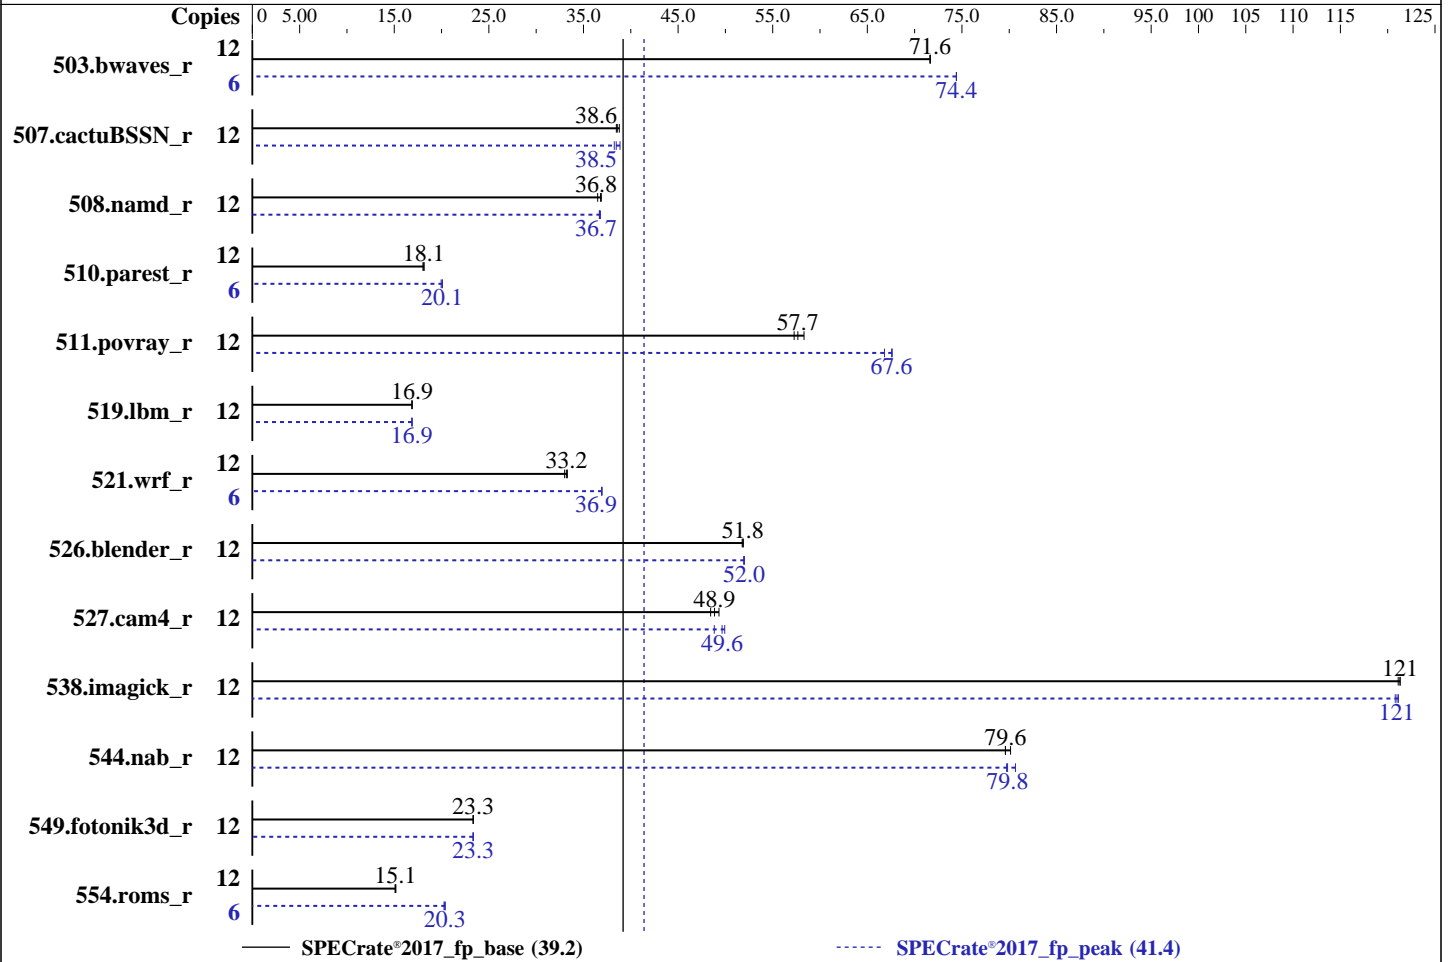 Copies 0 5.00 15.0 25.0 35.0 45.0 55.0 65.0 75.0 85.0 95.0 100 105 110 115 125
503.bwaves_r 12 71.6
6 74.4
507.cactuBSSN_r 12 38.6
38.5
508.namd_r 12 36.8
36.7
510.parest_r 12 18.1
6 20.1
511.povray_r 12 57.7
67.6
519.lbm_r 12 16.9
16.9
521.wrf_r 12 33.2
6 36.9
526.blender_r 12 51.8
52.0
527.cam4_r 12 48.9
49.6
538.imagick_r 12 121
121
544.nab_r 12 79.6
79.8
549.fotonik3d_r 12 23.3
23.3
554.roms_r 12 15.1
6 20.3
SPECrate®2017_fp_base (39.2) SPECrate®2017_fp_peak (41.4)